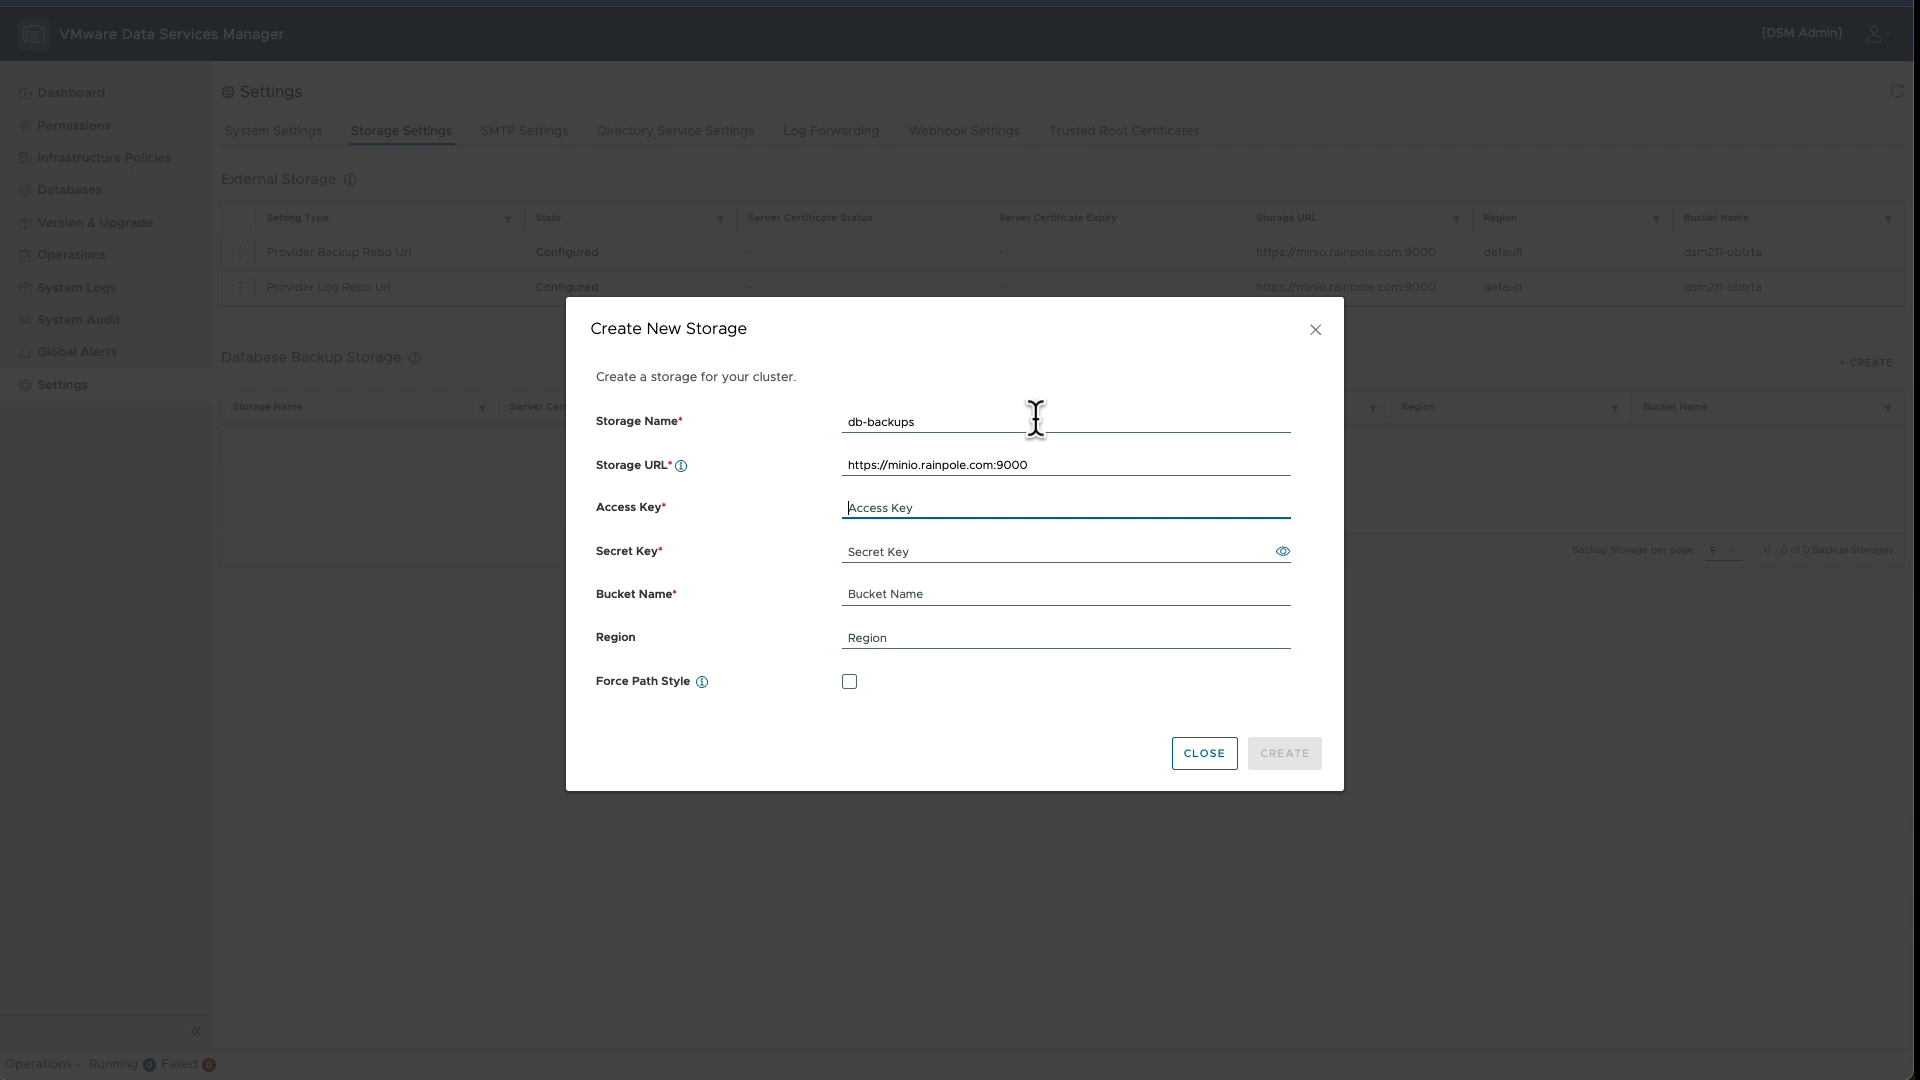 VMware Data Services Manager
[DSM Admin]
Dashboard
Permissions
Infrastructure Policies
Databases
Version & Upgrade
Operations
System Logs
System Audit
Global Alerts
Settings
Settings
System Settings Storage Settings SMTP Settings Directory Service Settings Log Forwarding Webhook Settings Trusted Root Certificates
External Storage
Setting Type State Server Certificate Status Server Certificate Expiry Storage URL Region Bucket Name
Provider Backup Repo Url Configured - - https://minio.rainpole.com:9000 default dsm211-obtrta
Provider Log Repo Url Configured - - https://minio.rainpole.com:9000 default dsm211-obtrta
Database Backup Storage
+ CREATE
Storage Name Server Cer Region Bucket Name
Backup Storage per page 5 0 - 0 of 0 Backup Storages
Create New Storage
Create a storage for your cluster.
Storage Name* db-backups
Storage URL* https://minio.rainpole.com:9000
Access Key* Access Key
Secret Key* Secret Key
Bucket Name* Bucket Name
Region Region
Force Path Style
CLOSE CREATE
Operations - Running 0 Failed 0